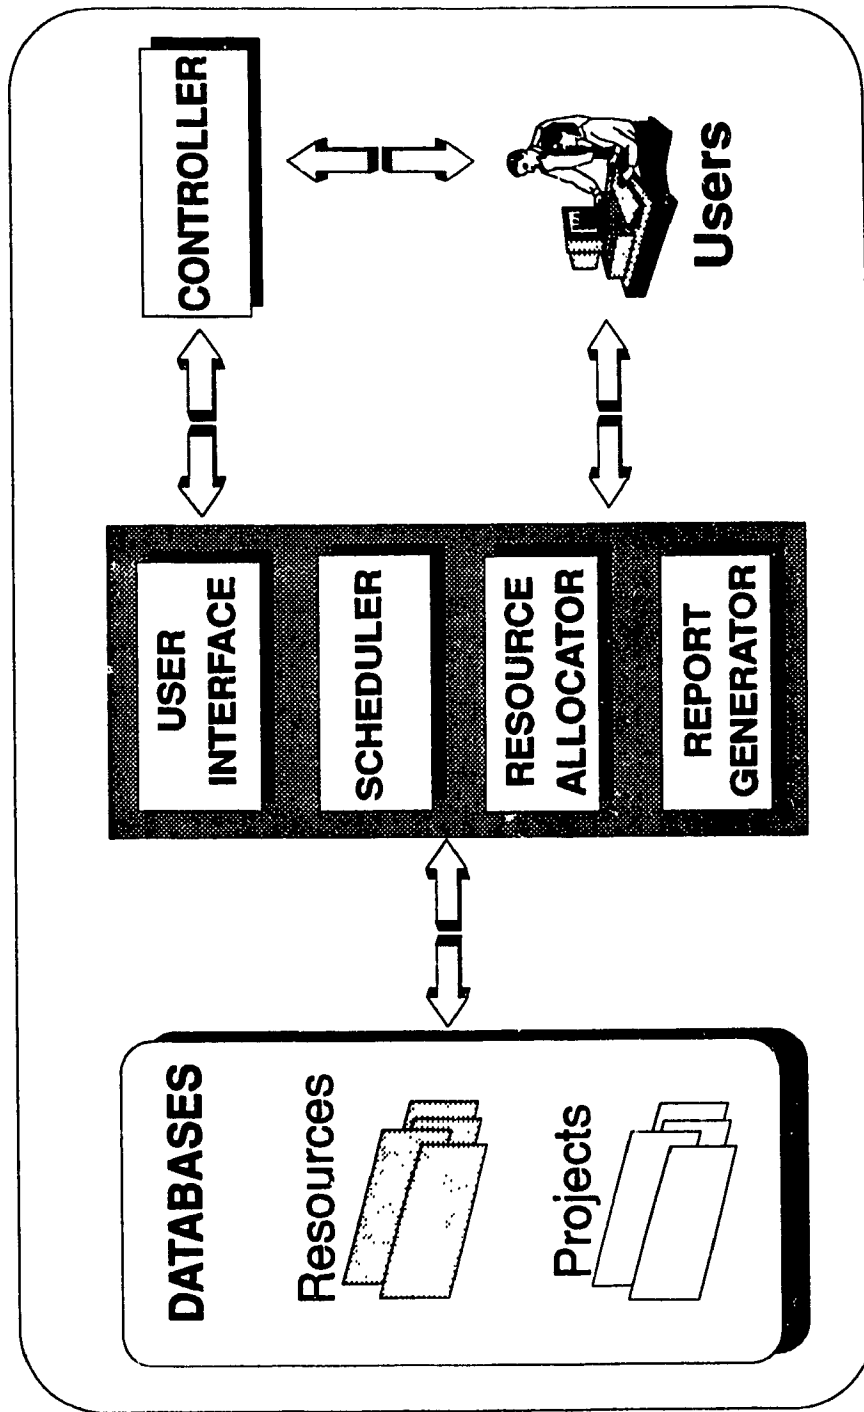 DATABASES
Resources
Projects
USER
INTERFACE
SCHEDULER
RESOURCE
ALLOCATOR
REPORT
GENERATOR
CONTROLLER
Users